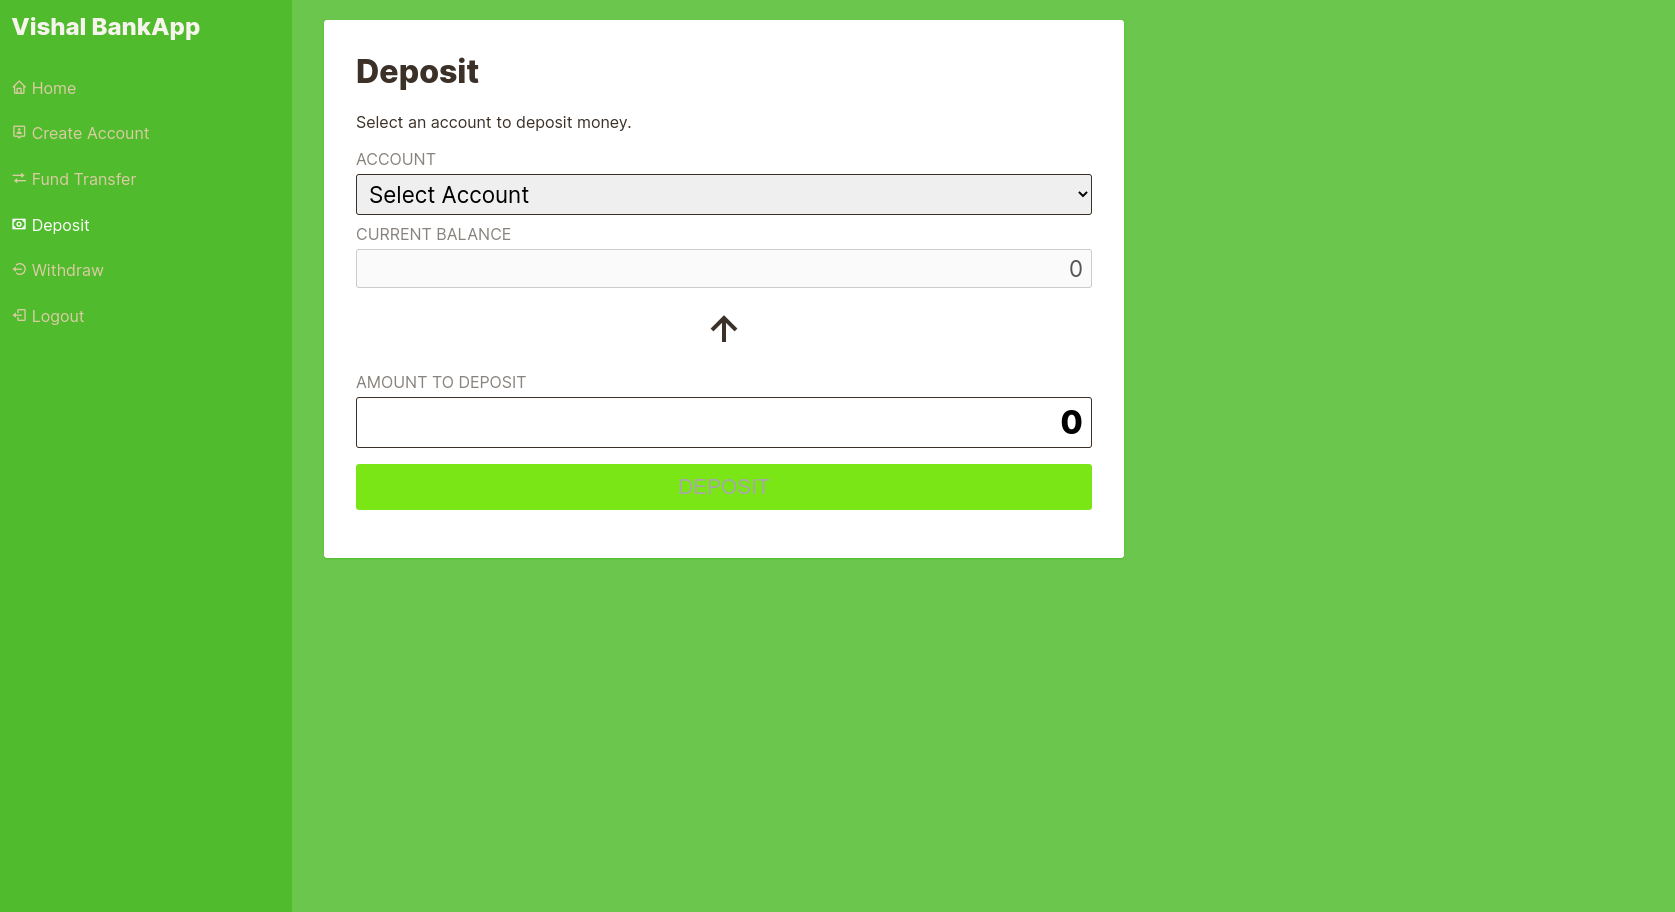 Vishal BankApp
Home
Create Account
Fund Transfer
Deposit
Withdraw
Logout
Deposit
Select an account to deposit money.
ACCOUNT
Select Account
CURRENT BALANCE
0
AMOUNT TO DEPOSIT
0
DEPOSIT